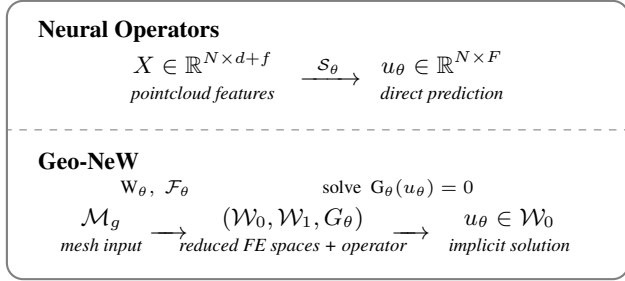 Neural Operators
X ∈ ℝ^{N×d+f} \xrightarrow{𝒮_θ} u_θ ∈ ℝ^{N×F}
pointcloud features direct prediction
Geo-NeW
W_θ, ℱ_θ solve G_θ(u_θ) = 0
ℳ_g ⟶ (𝒲_0, 𝒲_1, G_θ) ⟶ u_θ ∈ 𝒲_0
mesh input reduced FE spaces + operator implicit solution